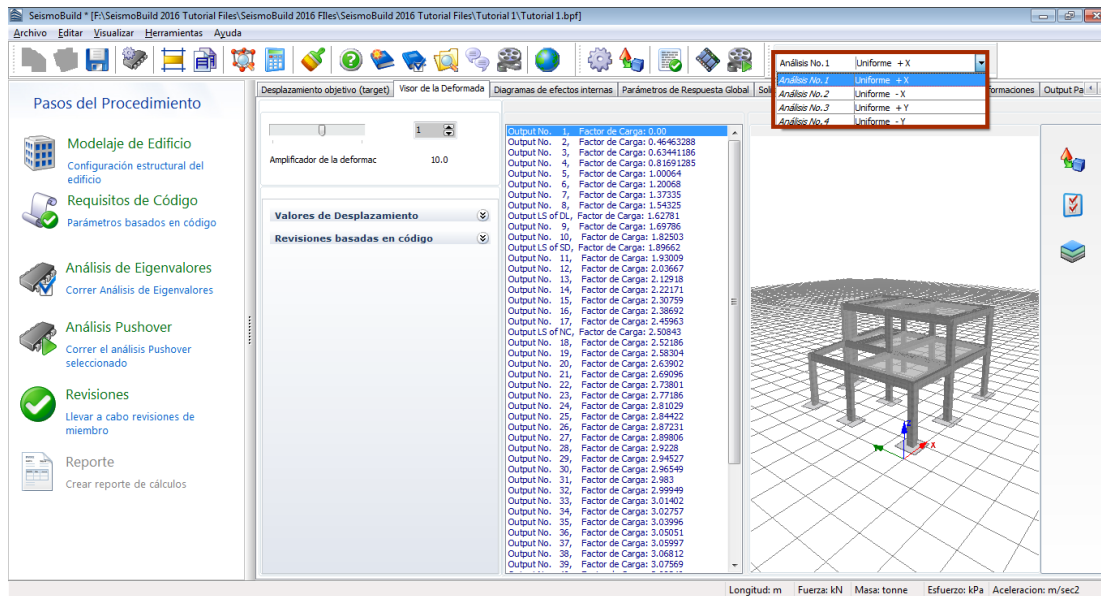 SeismoBuild * [F:\SeismoBuild 2016 Tutorial Files\SeismoBuild 2016 FIles\SeismoBuild 2016 Tutorial Files\Tutorial 1\Tutorial 1.bpf]
Archivo Editar Visualizar Herramientas Ayuda
Análisis No. 1 Uniforme + X
Análisis No. 1 Uniforme + X
Análisis No. 2 Uniforme - X
Análisis No. 3 Uniforme + Y
Análisis No. 4 Uniforme - Y
Desplazamiento objetivo (target) Visor de la Deformada Diagramas de efectos internas Parámetros de Respuesta Global Output Pa
Pasos del Procedimiento
Modelaje de Edificio
Configuración estructural del
edificio
Requisitos de Código
Parámetros basados en código
Análisis de Eigenvalores
Correr Análisis de Eigenvalores
Análisis Pushover
Correr el análisis Pushover
seleccionado
Revisiones
Llevar a cabo revisiones de
miembro
Reporte
Crear reporte de cálculos
1
Amplificador de la deformac 10.0
Valores de Desplazamiento
Revisiones basadas en código
Output No. 1, Factor de Carga: 0.00
Output No. 2, Factor de Carga: 0.46463288
Output No. 3, Factor de Carga: 0.63441186
Output No. 4, Factor de Carga: 0.81691285
Output No. 5, Factor de Carga: 1.00064
Output No. 6, Factor de Carga: 1.20068
Output No. 7, Factor de Carga: 1.37335
Output No. 8, Factor de Carga: 1.54325
Output LS of DL, Factor de Carga: 1.62781
Output No. 9, Factor de Carga: 1.69786
Output No. 10, Factor de Carga: 1.82503
Output LS of SD, Factor de Carga: 1.89662
Output No. 11, Factor de Carga: 1.93009
Output No. 12, Factor de Carga: 2.03667
Output No. 13, Factor de Carga: 2.12918
Output No. 14, Factor de Carga: 2.22171
Output No. 15, Factor de Carga: 2.30759
Output No. 16, Factor de Carga: 2.38692
Output No. 17, Factor de Carga: 2.45963
Output LS of NC, Factor de Carga: 2.50843
Output No. 18, Factor de Carga: 2.52186
Output No. 19, Factor de Carga: 2.58304
Output No. 20, Factor de Carga: 2.63902
Output No. 21, Factor de Carga: 2.69096
Output No. 22, Factor de Carga: 2.73801
Output No. 23, Factor de Carga: 2.77186
Output No. 24, Factor de Carga: 2.81029
Output No. 25, Factor de Carga: 2.84422
Output No. 26, Factor de Carga: 2.87231
Output No. 27, Factor de Carga: 2.89806
Output No. 28, Factor de Carga: 2.9228
Output No. 29, Factor de Carga: 2.94527
Output No. 30, Factor de Carga: 2.96549
Output No. 31, Factor de Carga: 2.983
Output No. 32, Factor de Carga: 2.99949
Output No. 33, Factor de Carga: 3.01402
Output No. 34, Factor de Carga: 3.02757
Output No. 35, Factor de Carga: 3.03996
Output No. 36, Factor de Carga: 3.05051
Output No. 37, Factor de Carga: 3.05997
Output No. 38, Factor de Carga: 3.06812
Output No. 39, Factor de Carga: 3.07569
Z
X
Longitud: m Fuerza: kN Masa: tonne Esfuerzo: kPa Aceleracion: m/sec2